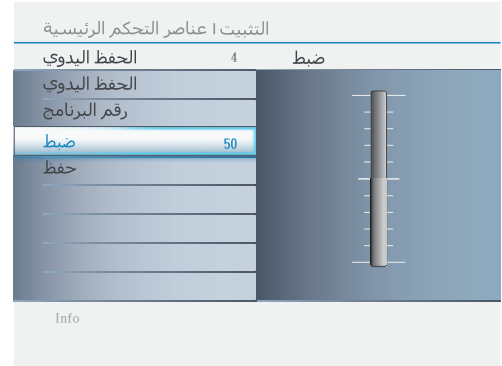 التثبيت ا عناصر التحكم الرئيسية
الحفظ اليدوي 4 ضبط
الحفظ اليدوي
رقم البرنامج
ضبط 50
حفظ
Info